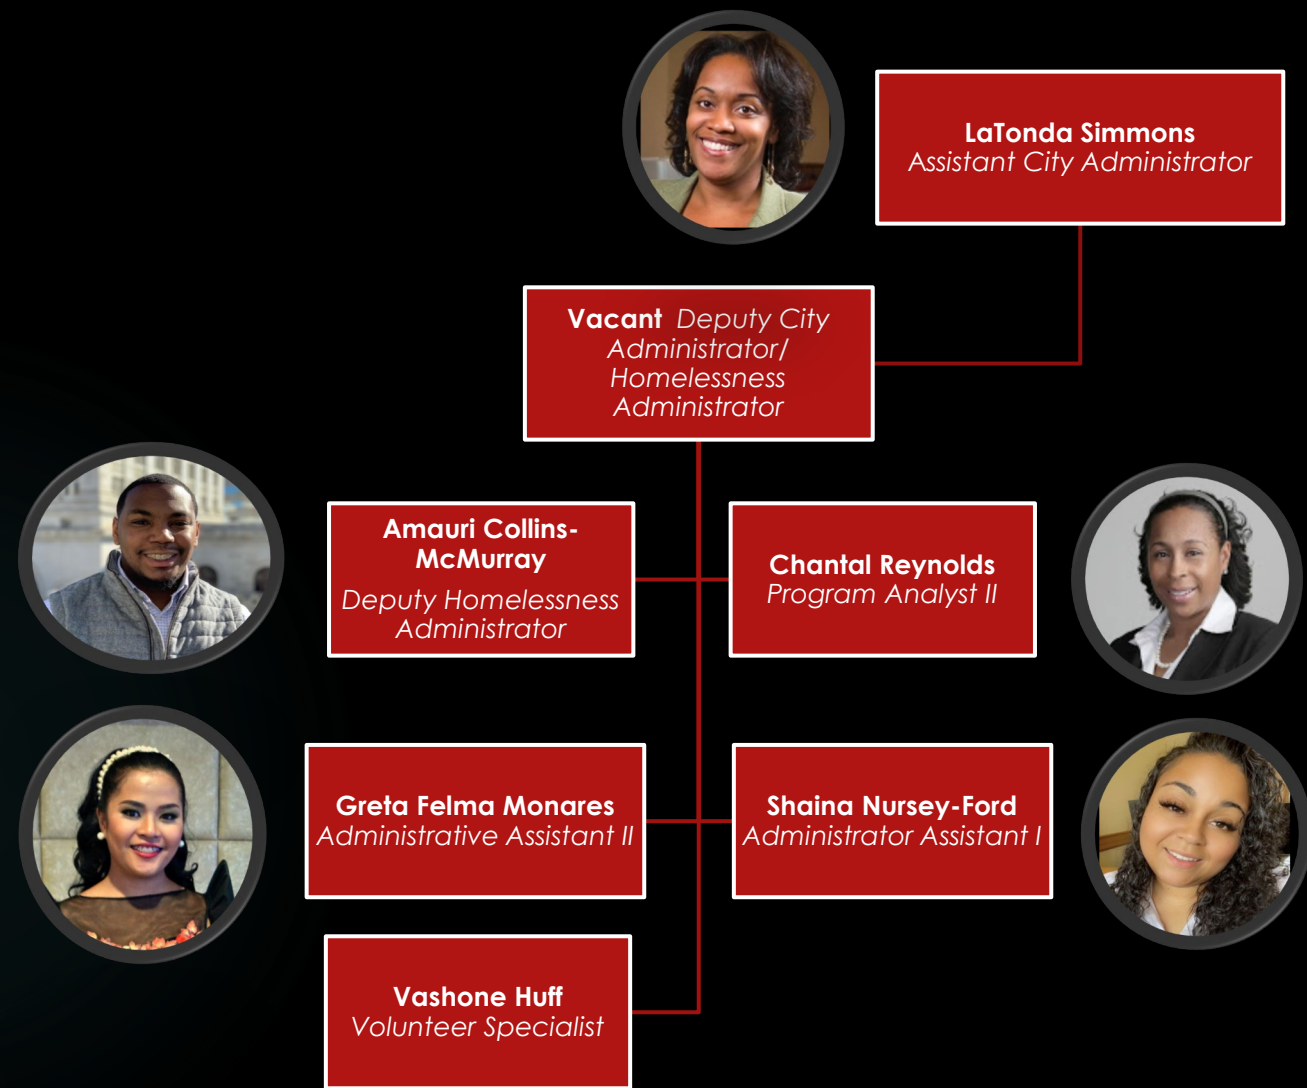 LaTonda Simmons
Assistant City Administrator
Vacant Deputy City
Administrator/
Homelessness
Administrator
Amauri Collins-
McMurray
Deputy Homelessness
Administrator
Chantal Reynolds
Program Analyst II
Greta Felma Monares
Administrative Assistant II
Shaina Nursey-Ford
Administrator Assistant I
Vashone Huff
Volunteer Specialist